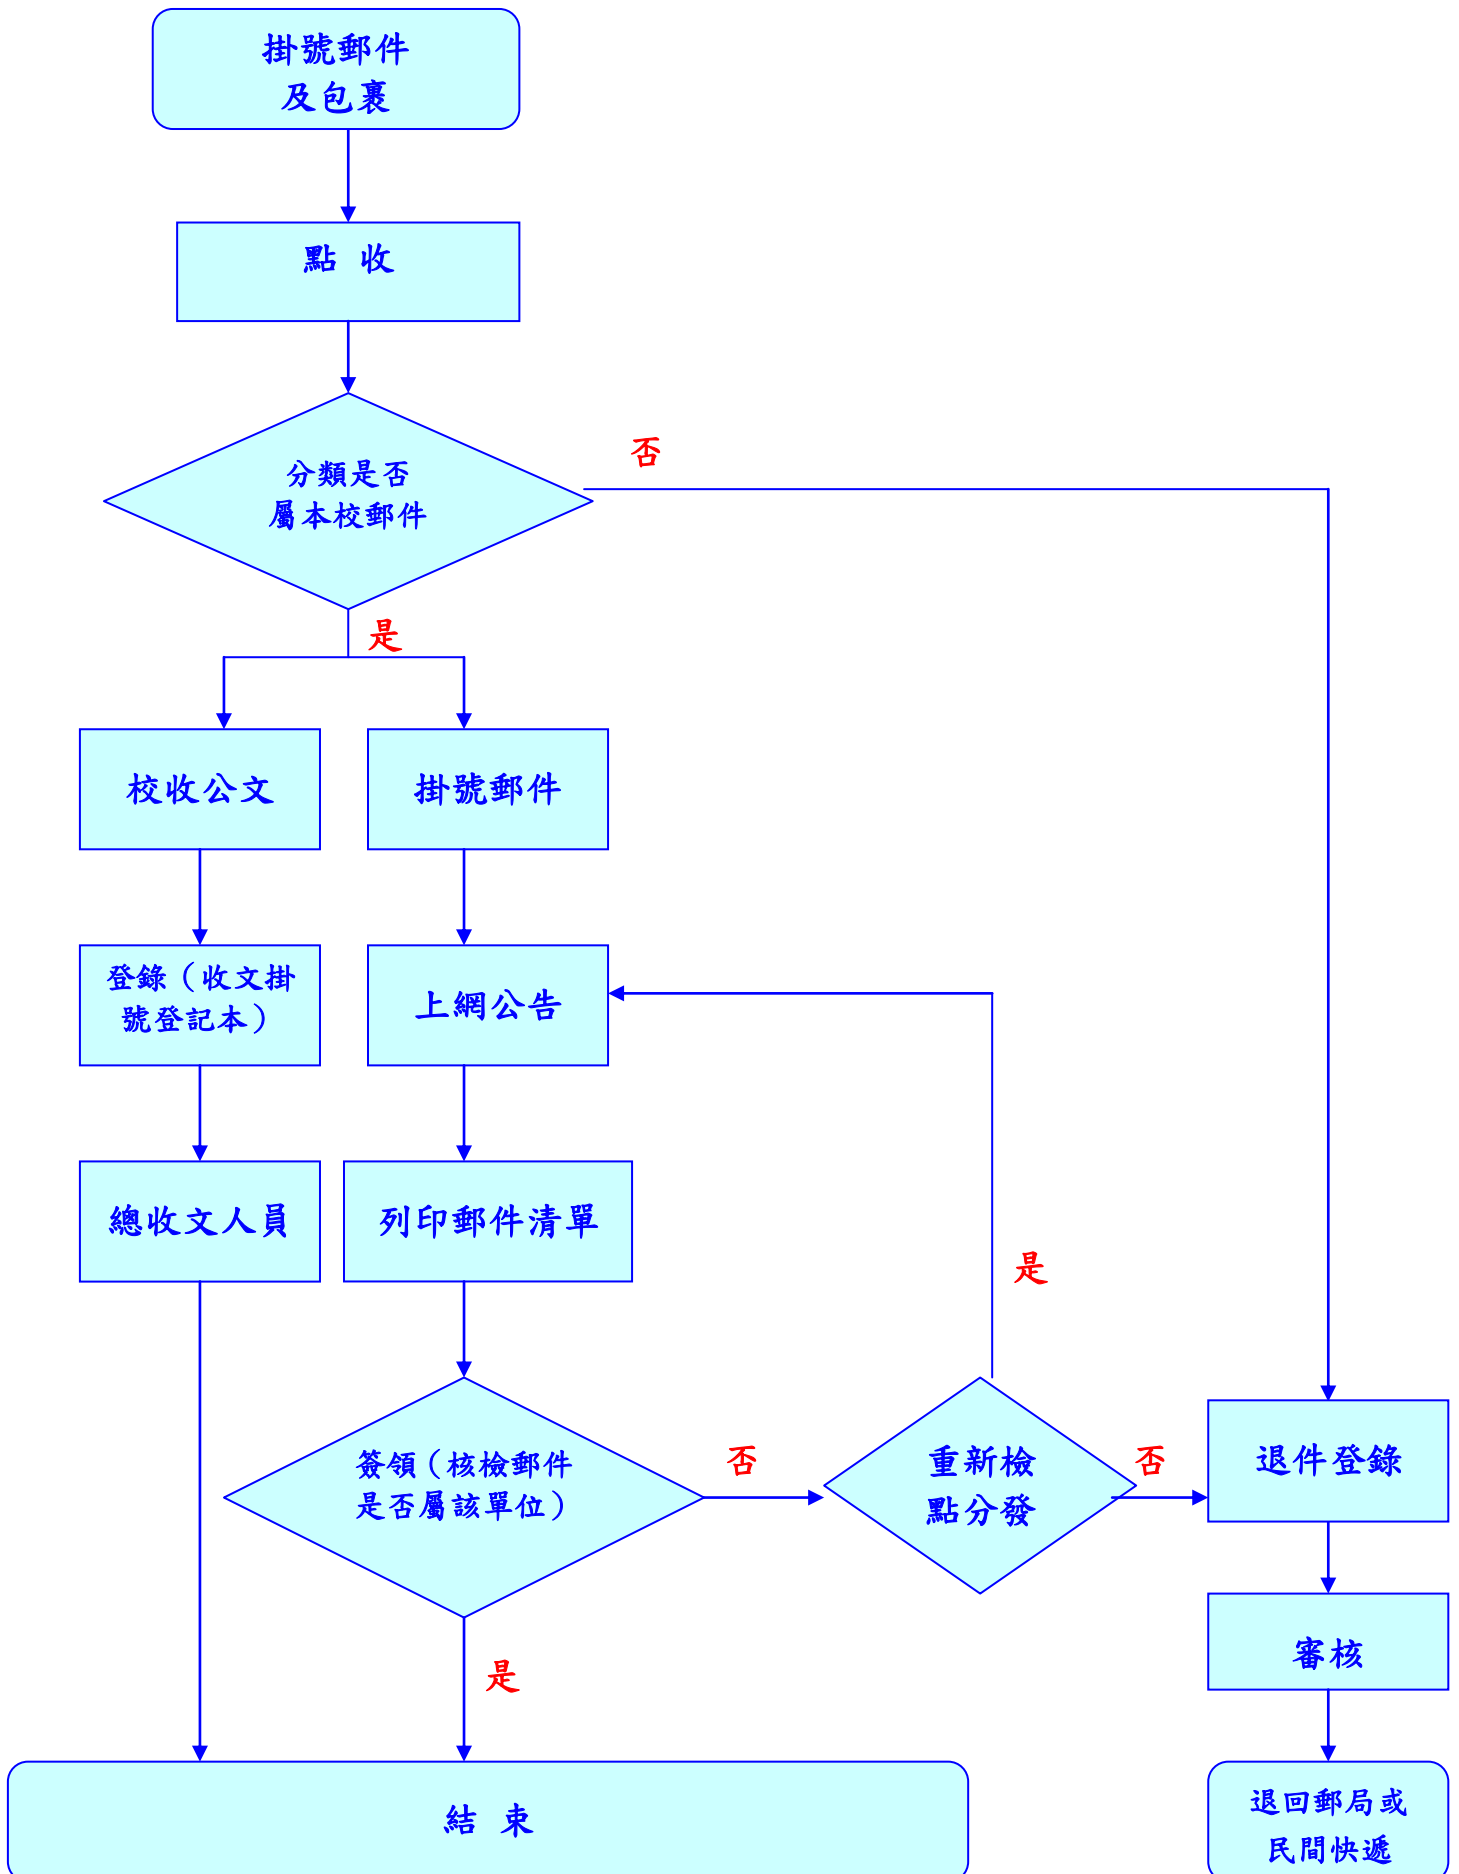 掛號郵件
及包裹
點 收
分類是否
屬本校郵件
否
是
校收公文
掛號郵件
登錄（收文掛
號登記本）
上網公告
總收文人員
列印郵件清單
是
簽領（核檢郵件
是否屬該單位）
否
重新檢
點分發
否
退件登錄
審核
是
結 束
退回郵局或
民間快遞